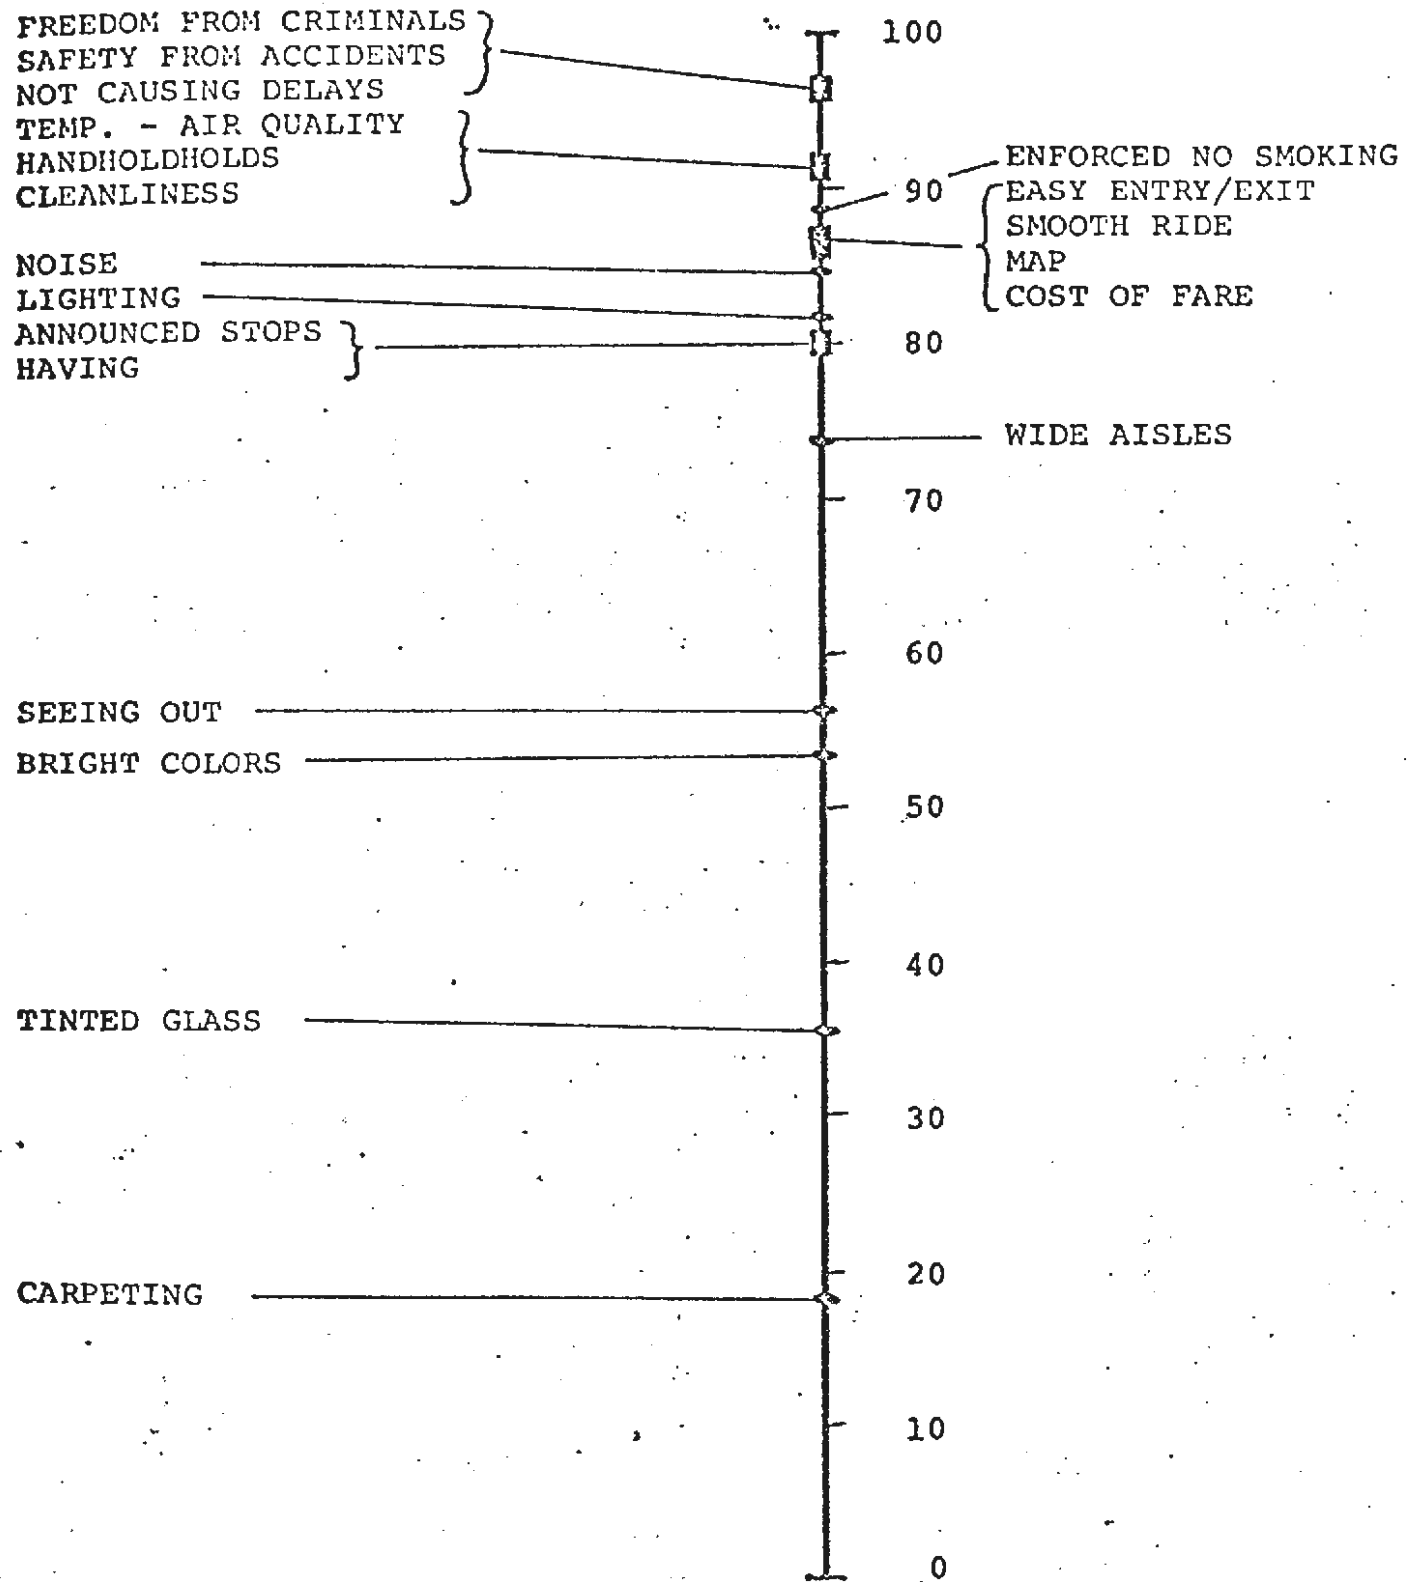 FREEDOM FROM CRIMINALS
SAFETY FROM ACCIDENTS
NOT CAUSING DELAYS
TEMP. - AIR QUALITY
HANDHOLDHOLDS
CLEANLINESS
NOISE
LIGHTING
ANNOUNCED STOPS
HAVING
SEEING OUT
BRIGHT COLORS
TINTED GLASS
CARPETING
100
90
80
70
60
50
40
30
20
10
0
ENFORCED NO SMOKING
EASY ENTRY/EXIT
SMOOTH RIDE
MAP
COST OF FARE
WIDE AISLES